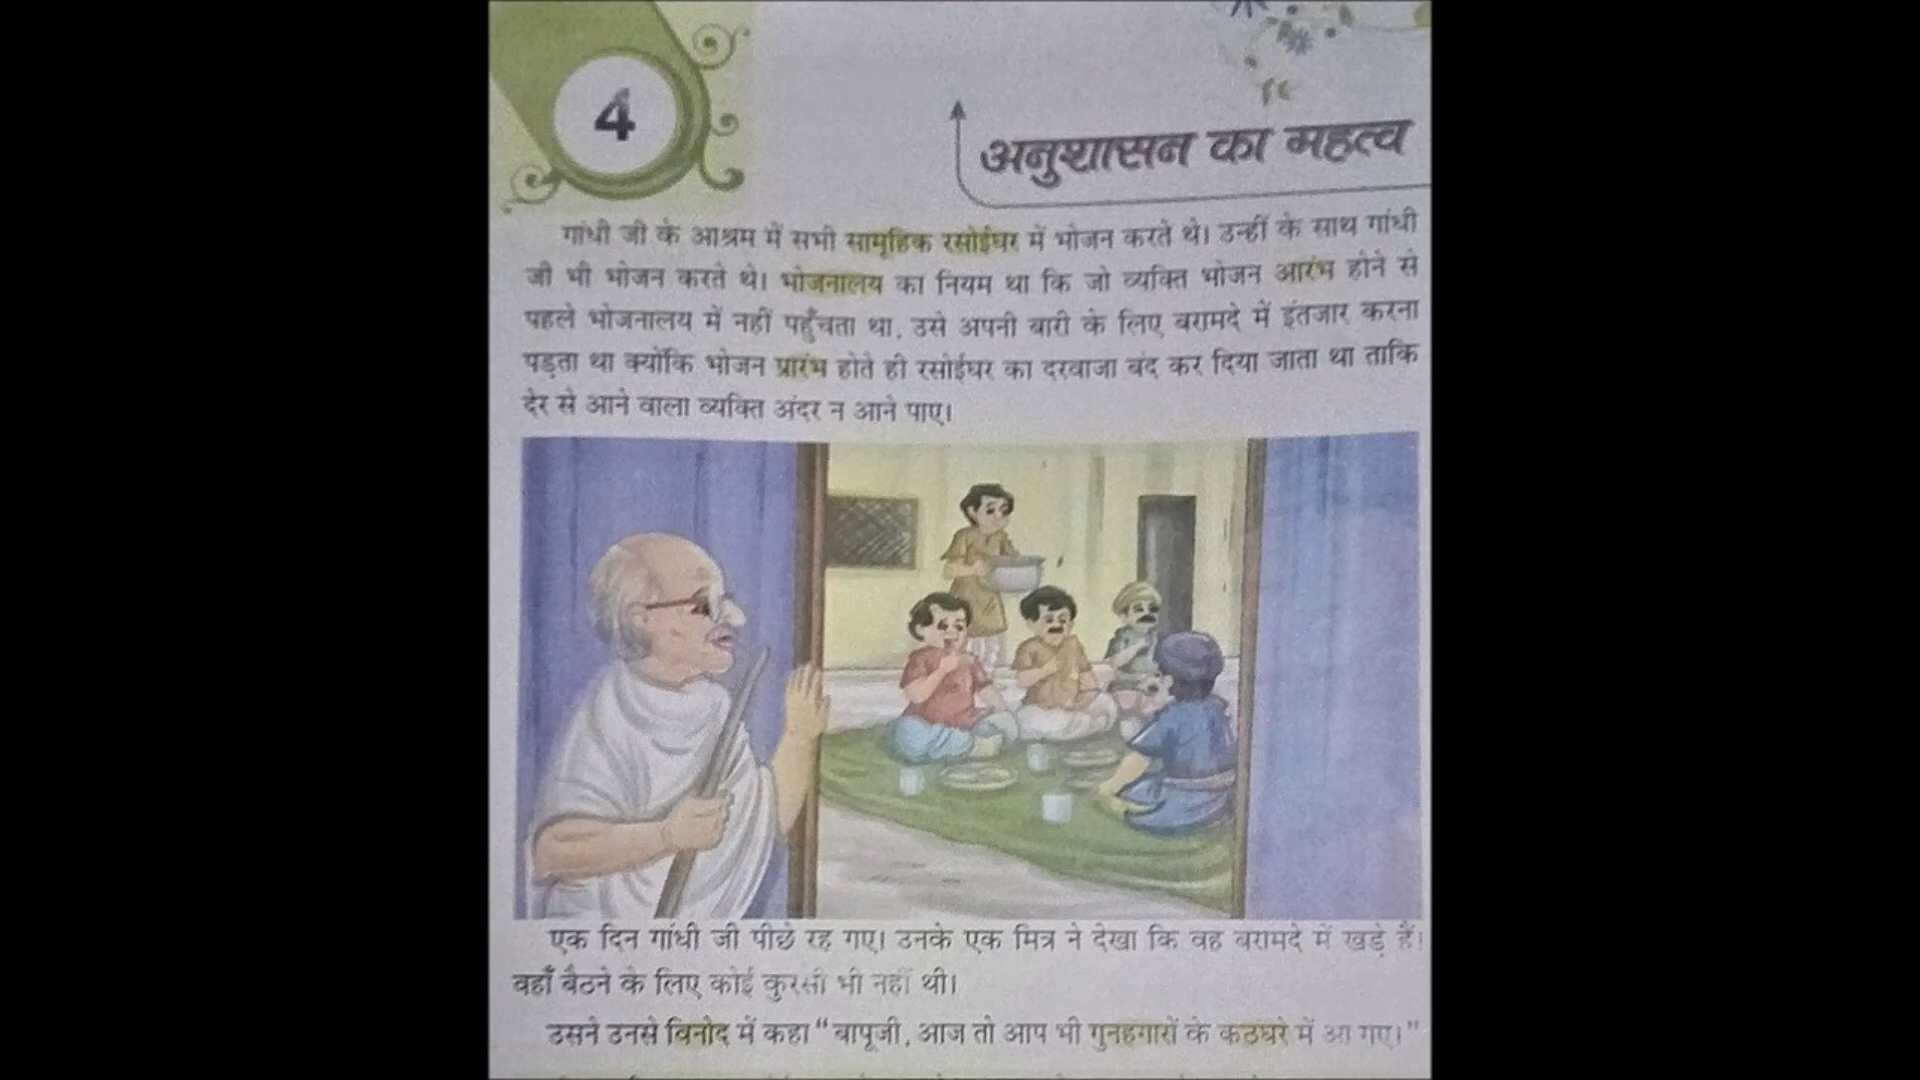 4
अनुशासन का महत्व
गांधी जी के आश्रम में सभी सामूहिक रसोईघर में भोजन करते थे। उन्हीं के साथ गांधी
जी भी भोजन करते थे। भोजनालय का नियम था कि जो व्यक्ति भोजन आरंभ होने से
पहले भोजनालय में नहीं पहुँचता था, उसे अपनी बारी के लिए बरामदे में इंतजार करना
पड़ता था क्योंकि भोजन प्रारंभ होते ही रसोईघर का दरवाजा बंद कर दिया जाता था ताकि
देर से आने वाला व्यक्ति अंदर न आने पाए।
एक दिन गांधी जी पीछे रह गए। उनके एक मित्र ने देखा कि वह बरामदे में खड़े हैं।
वहाँ बैठने के लिए कोई कुरसी भी नहीं थी।
उसने उनसे विनोद में कहा “बापूजी, आज तो आप भी गुनहगारों के कठघरे में आ गए।”